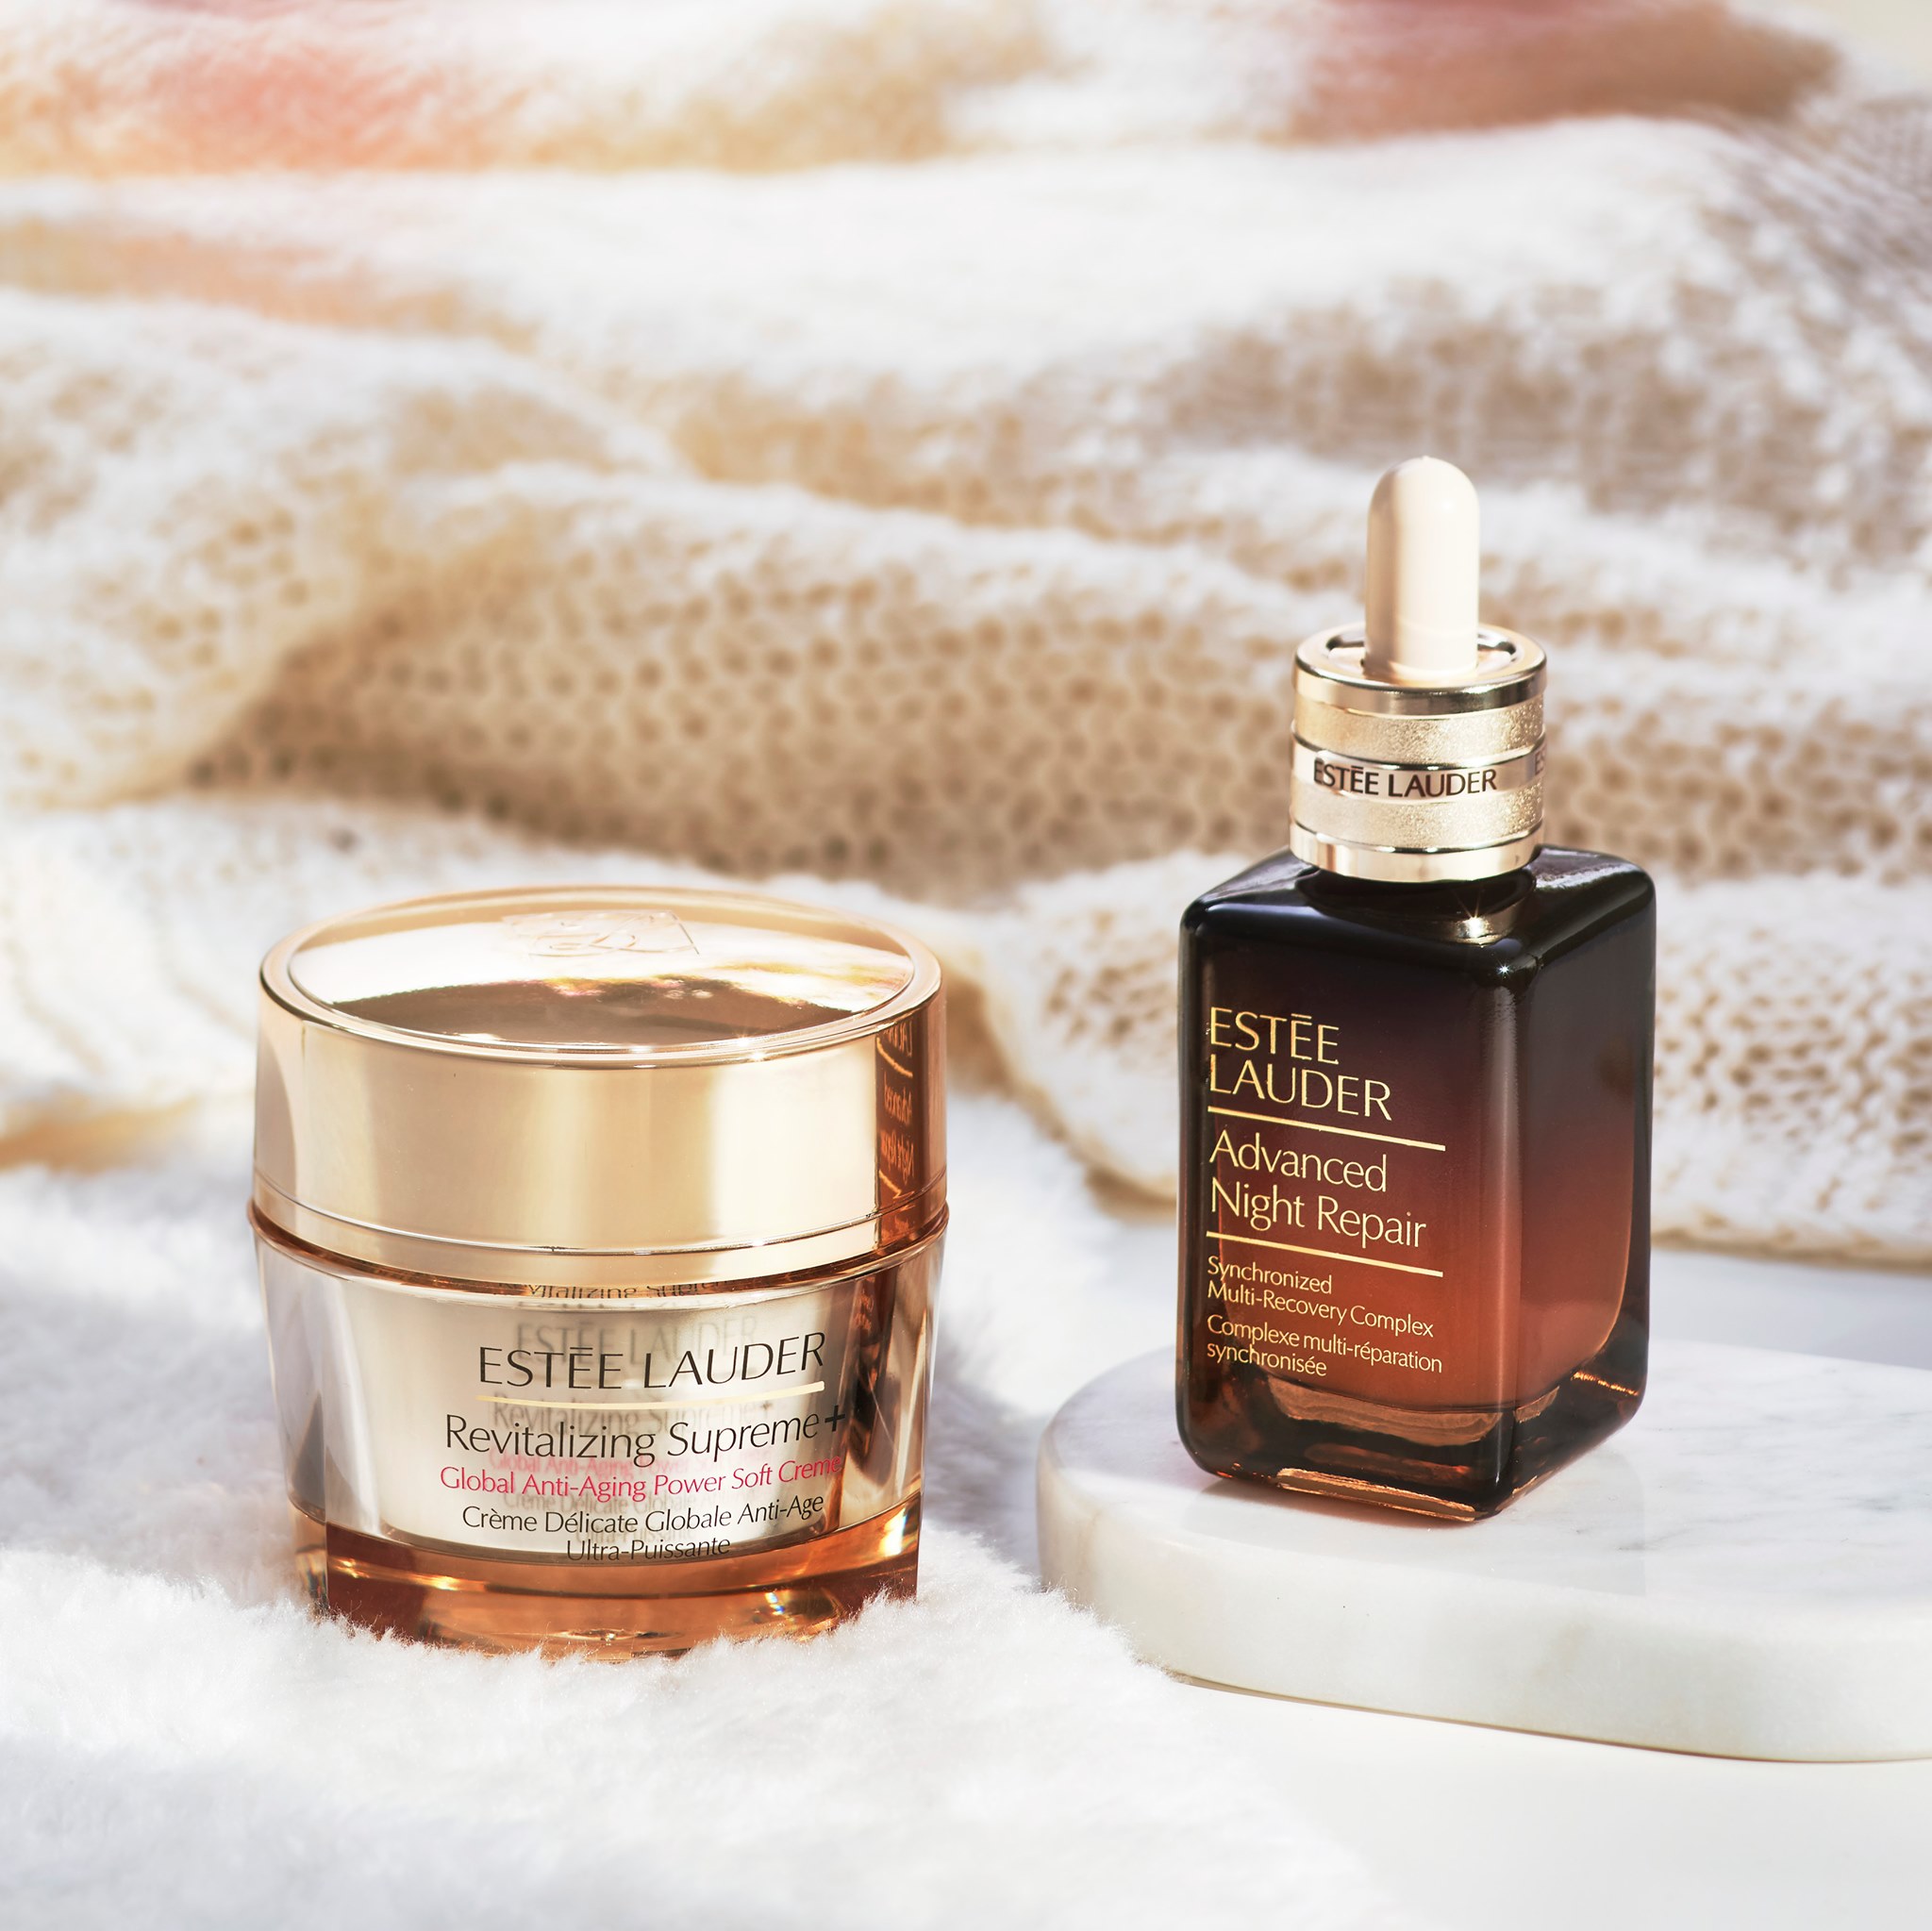 ESTĒE LAUDER
Revitalizing Supreme+
Global Anti-Aging Power Soft Creme
Crème Délicate Globale Anti-Age
Ultra-Puissante
ESTĒE LAUDER
ESTĒE
LAUDER
Advanced
Night Repair
Synchronized
Multi-Recovery Complex
Complexe multi-réparation
synchronisée